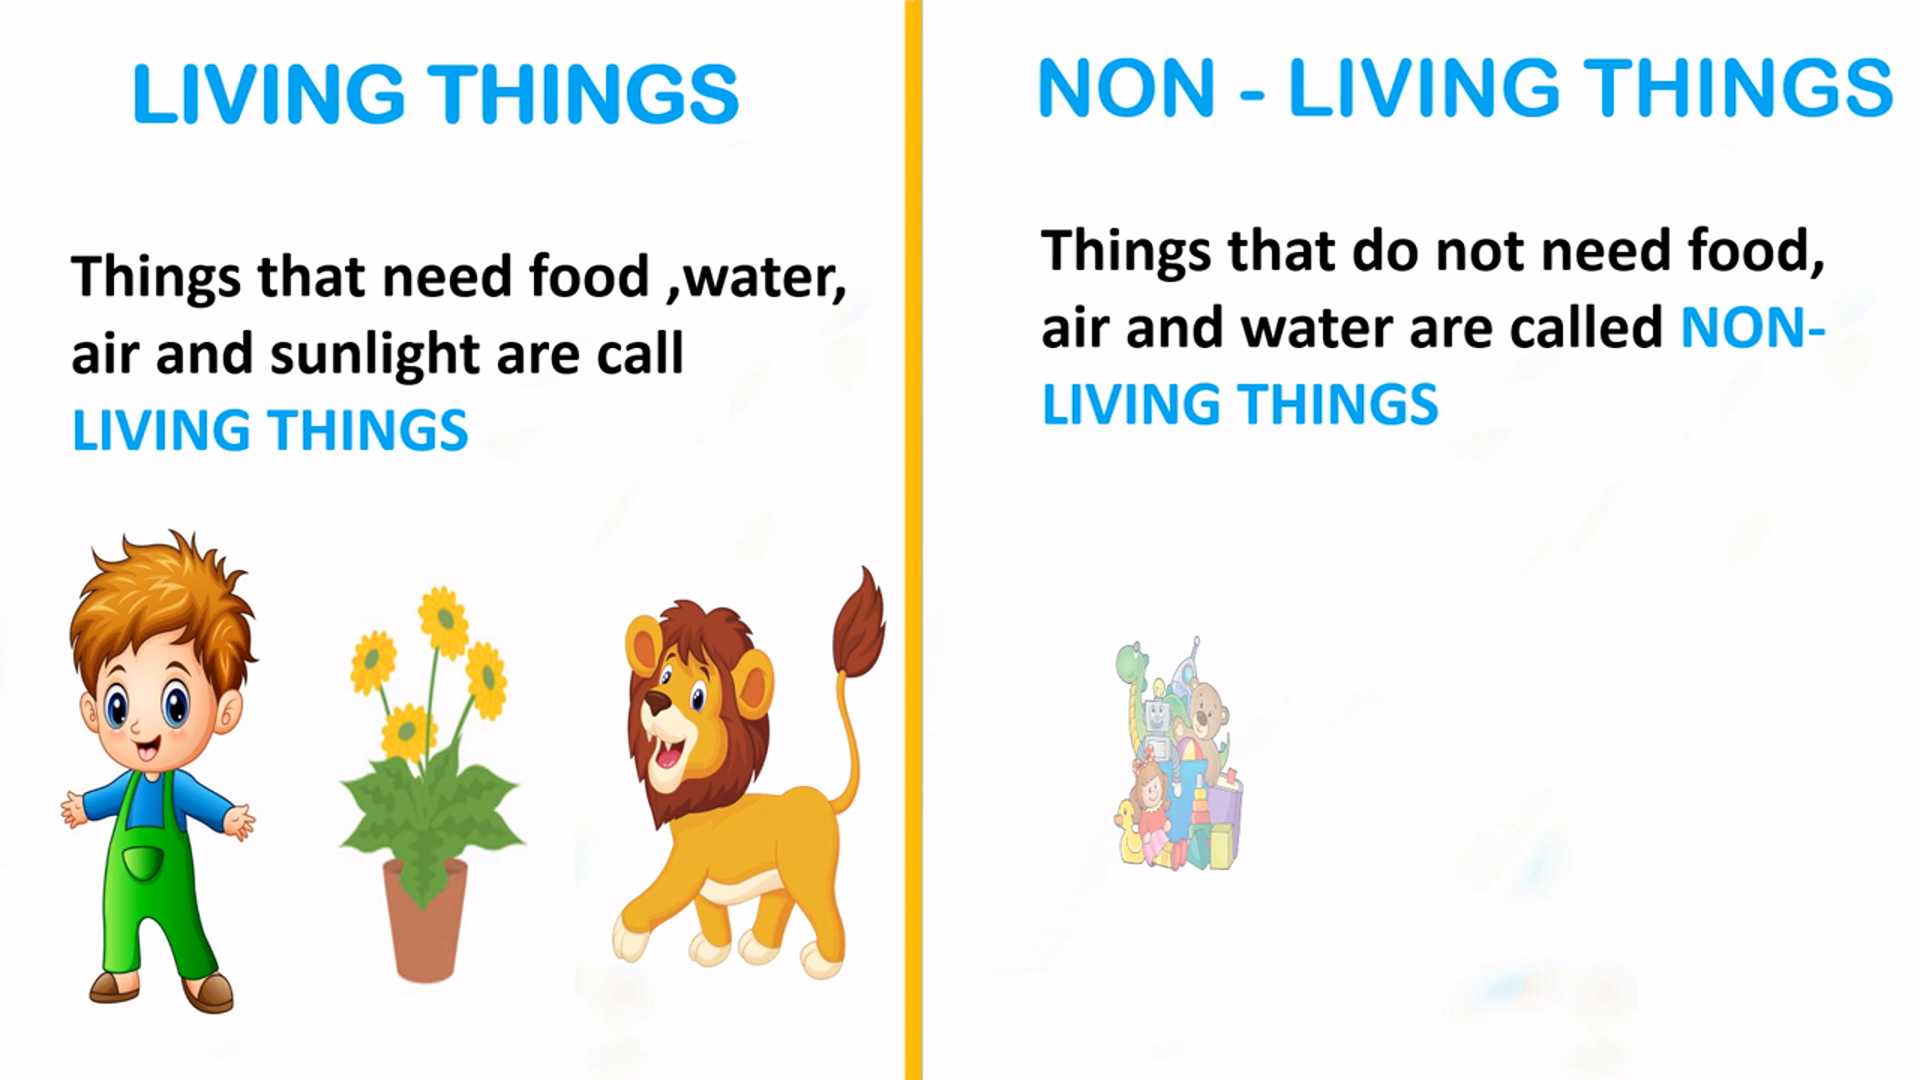 LIVING THINGS
Things that need food ,water,
air and sunlight are call
LIVING THINGS
NON - LIVING THINGS
Things that do not need food,
air and water are called NON-
LIVING THINGS